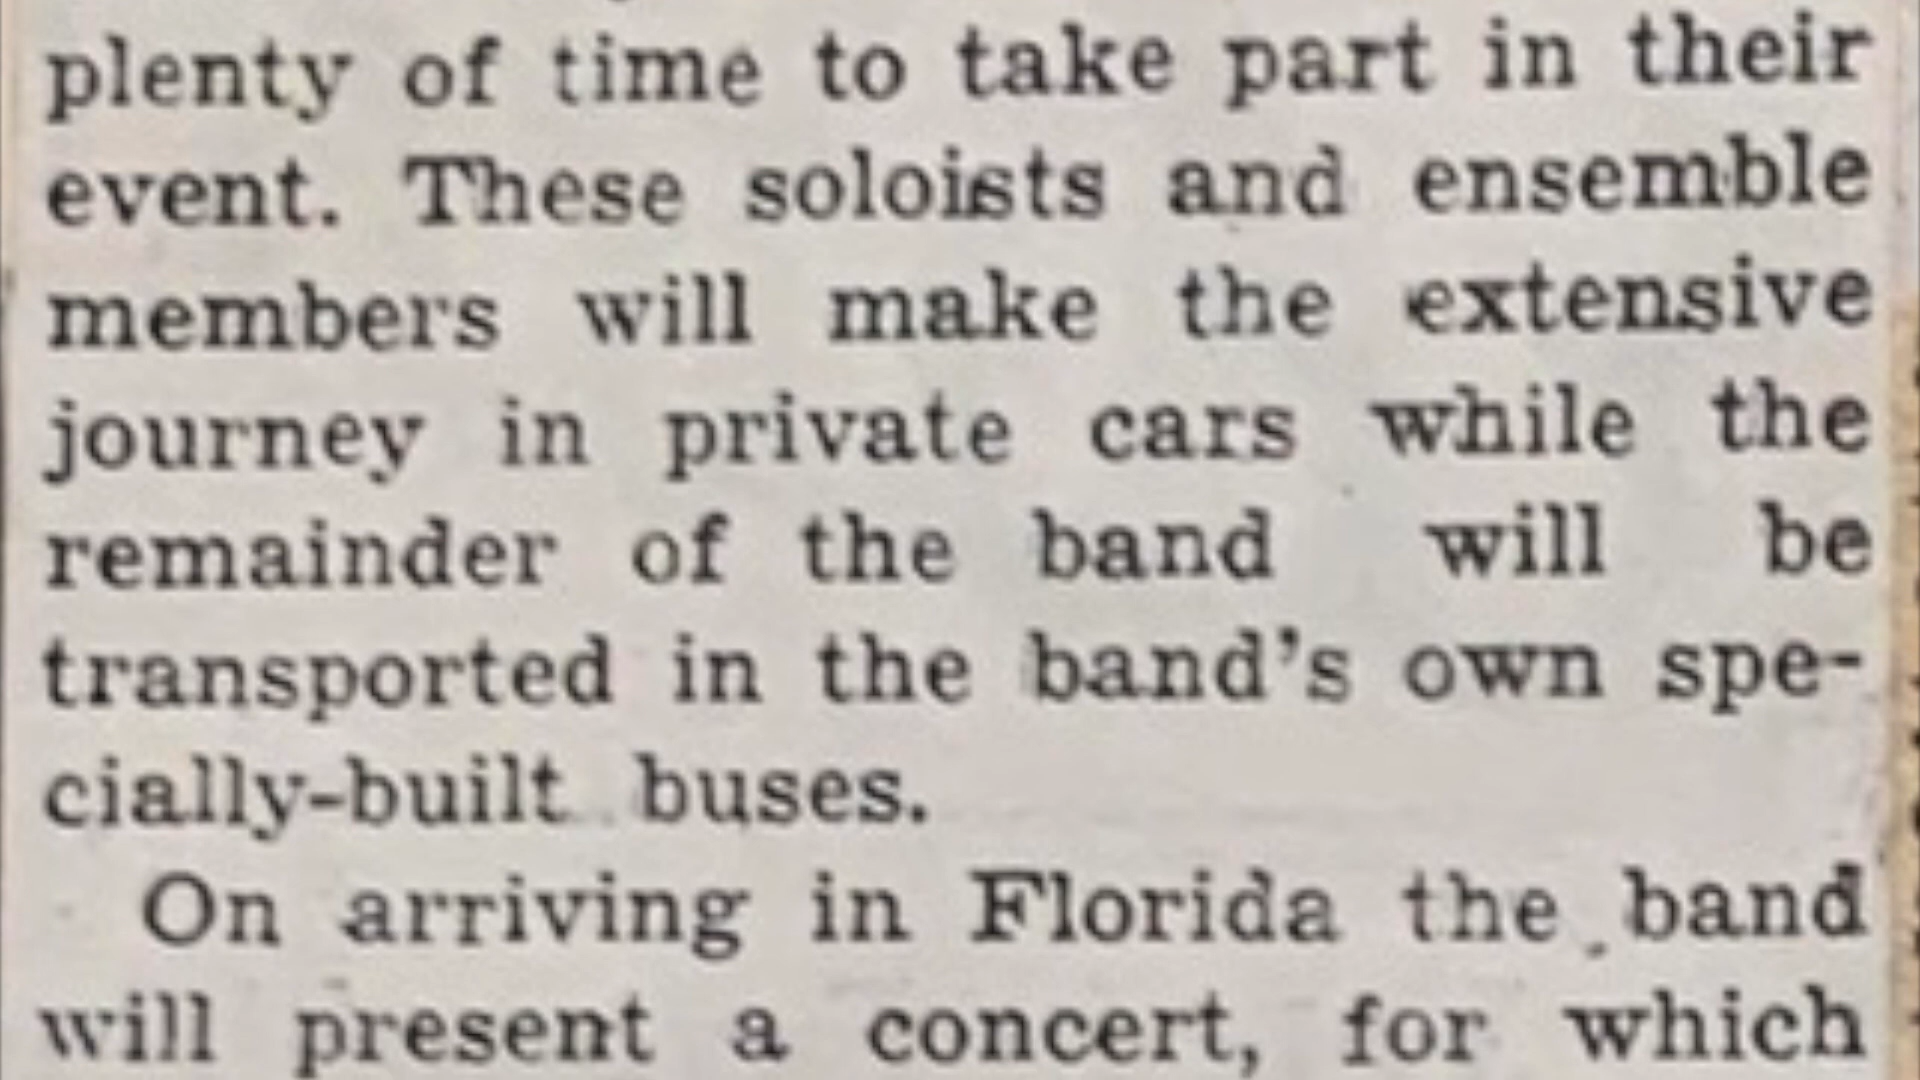 plenty of time to take part in their
event. These soloists and ensemble
members will make the extensive
journey in private cars while the
remainder of the band will be
transported in the band's own spe-
cially-built buses.
On arriving in Florida the band
will present a concert, for which